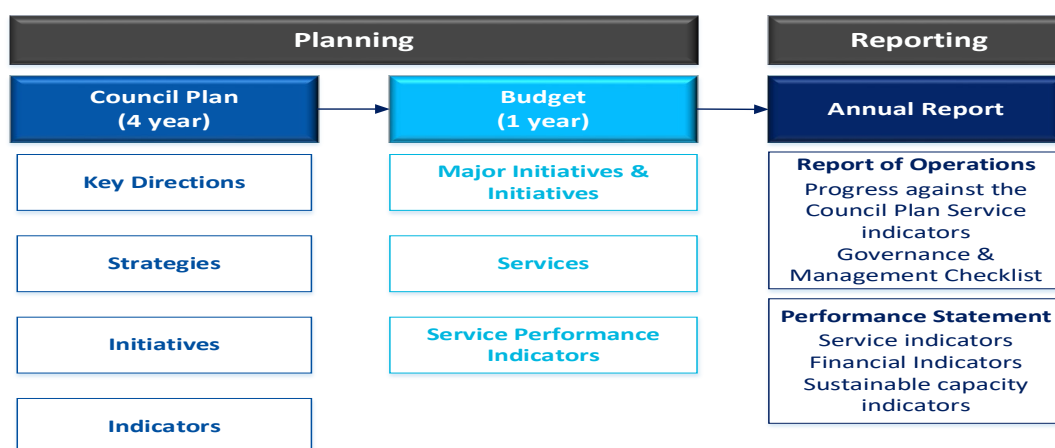 Planning
Reporting
Council Plan
(4 year)
Budget
(1 year)
Annual Report
Key Directions
Strategies
Initiatives
Indicators
Major Initiatives &
Initiatives
Services
Service Performance
Indicators
Report of Operations
Progress against the
Council Plan Service
indicators
Governance &
Management Checklist
Performance Statement
Service indicators
Financial Indicators
Sustainable capacity
indicators